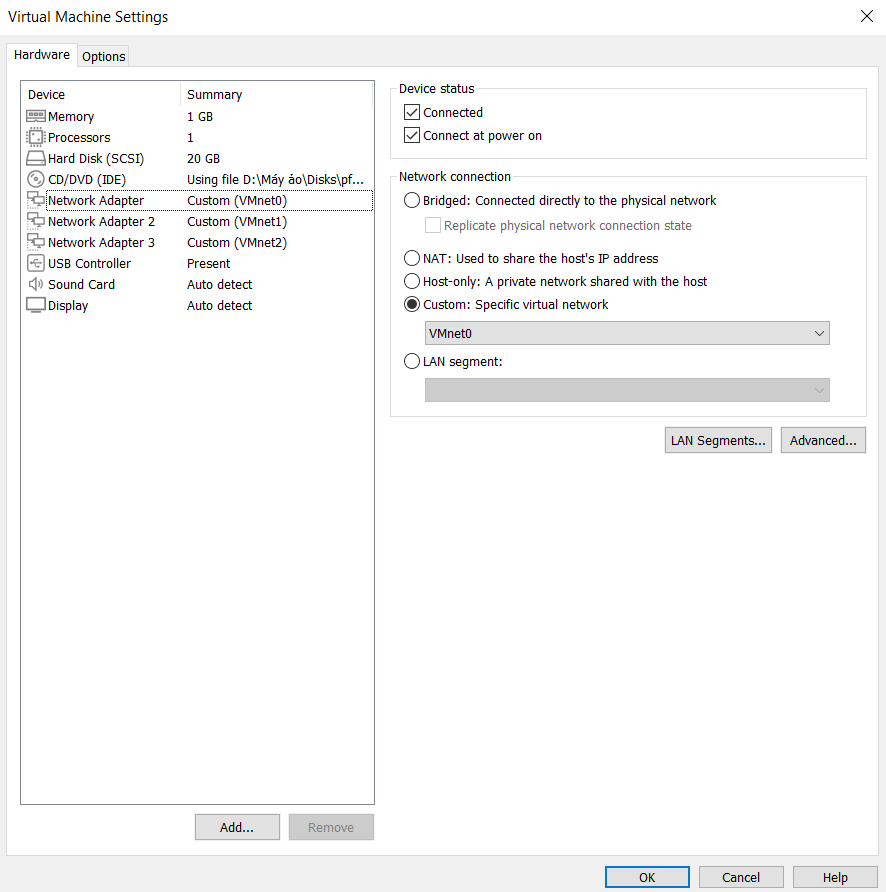 Virtual Machine Settings
Hardware Options
Device Summary
Memory 1 GB
Processors 1
Hard Disk (SCSI) 20 GB
CD/DVD (IDE) Using file D:\Máy ảo\Disks\pf...
Network Adapter Custom (VMnet0)
Network Adapter 2 Custom (VMnet1)
Network Adapter 3 Custom (VMnet2)
USB Controller Present
Sound Card Auto detect
Display Auto detect
Add... Remove
Device status
Connected
Connect at power on
Network connection
Bridged: Connected directly to the physical network
Replicate physical network connection state
NAT: Used to share the host's IP address
Host-only: A private network shared with the host
Custom: Specific virtual network
VMnet0
LAN segment:
LAN Segments... Advanced...
OK Cancel Help